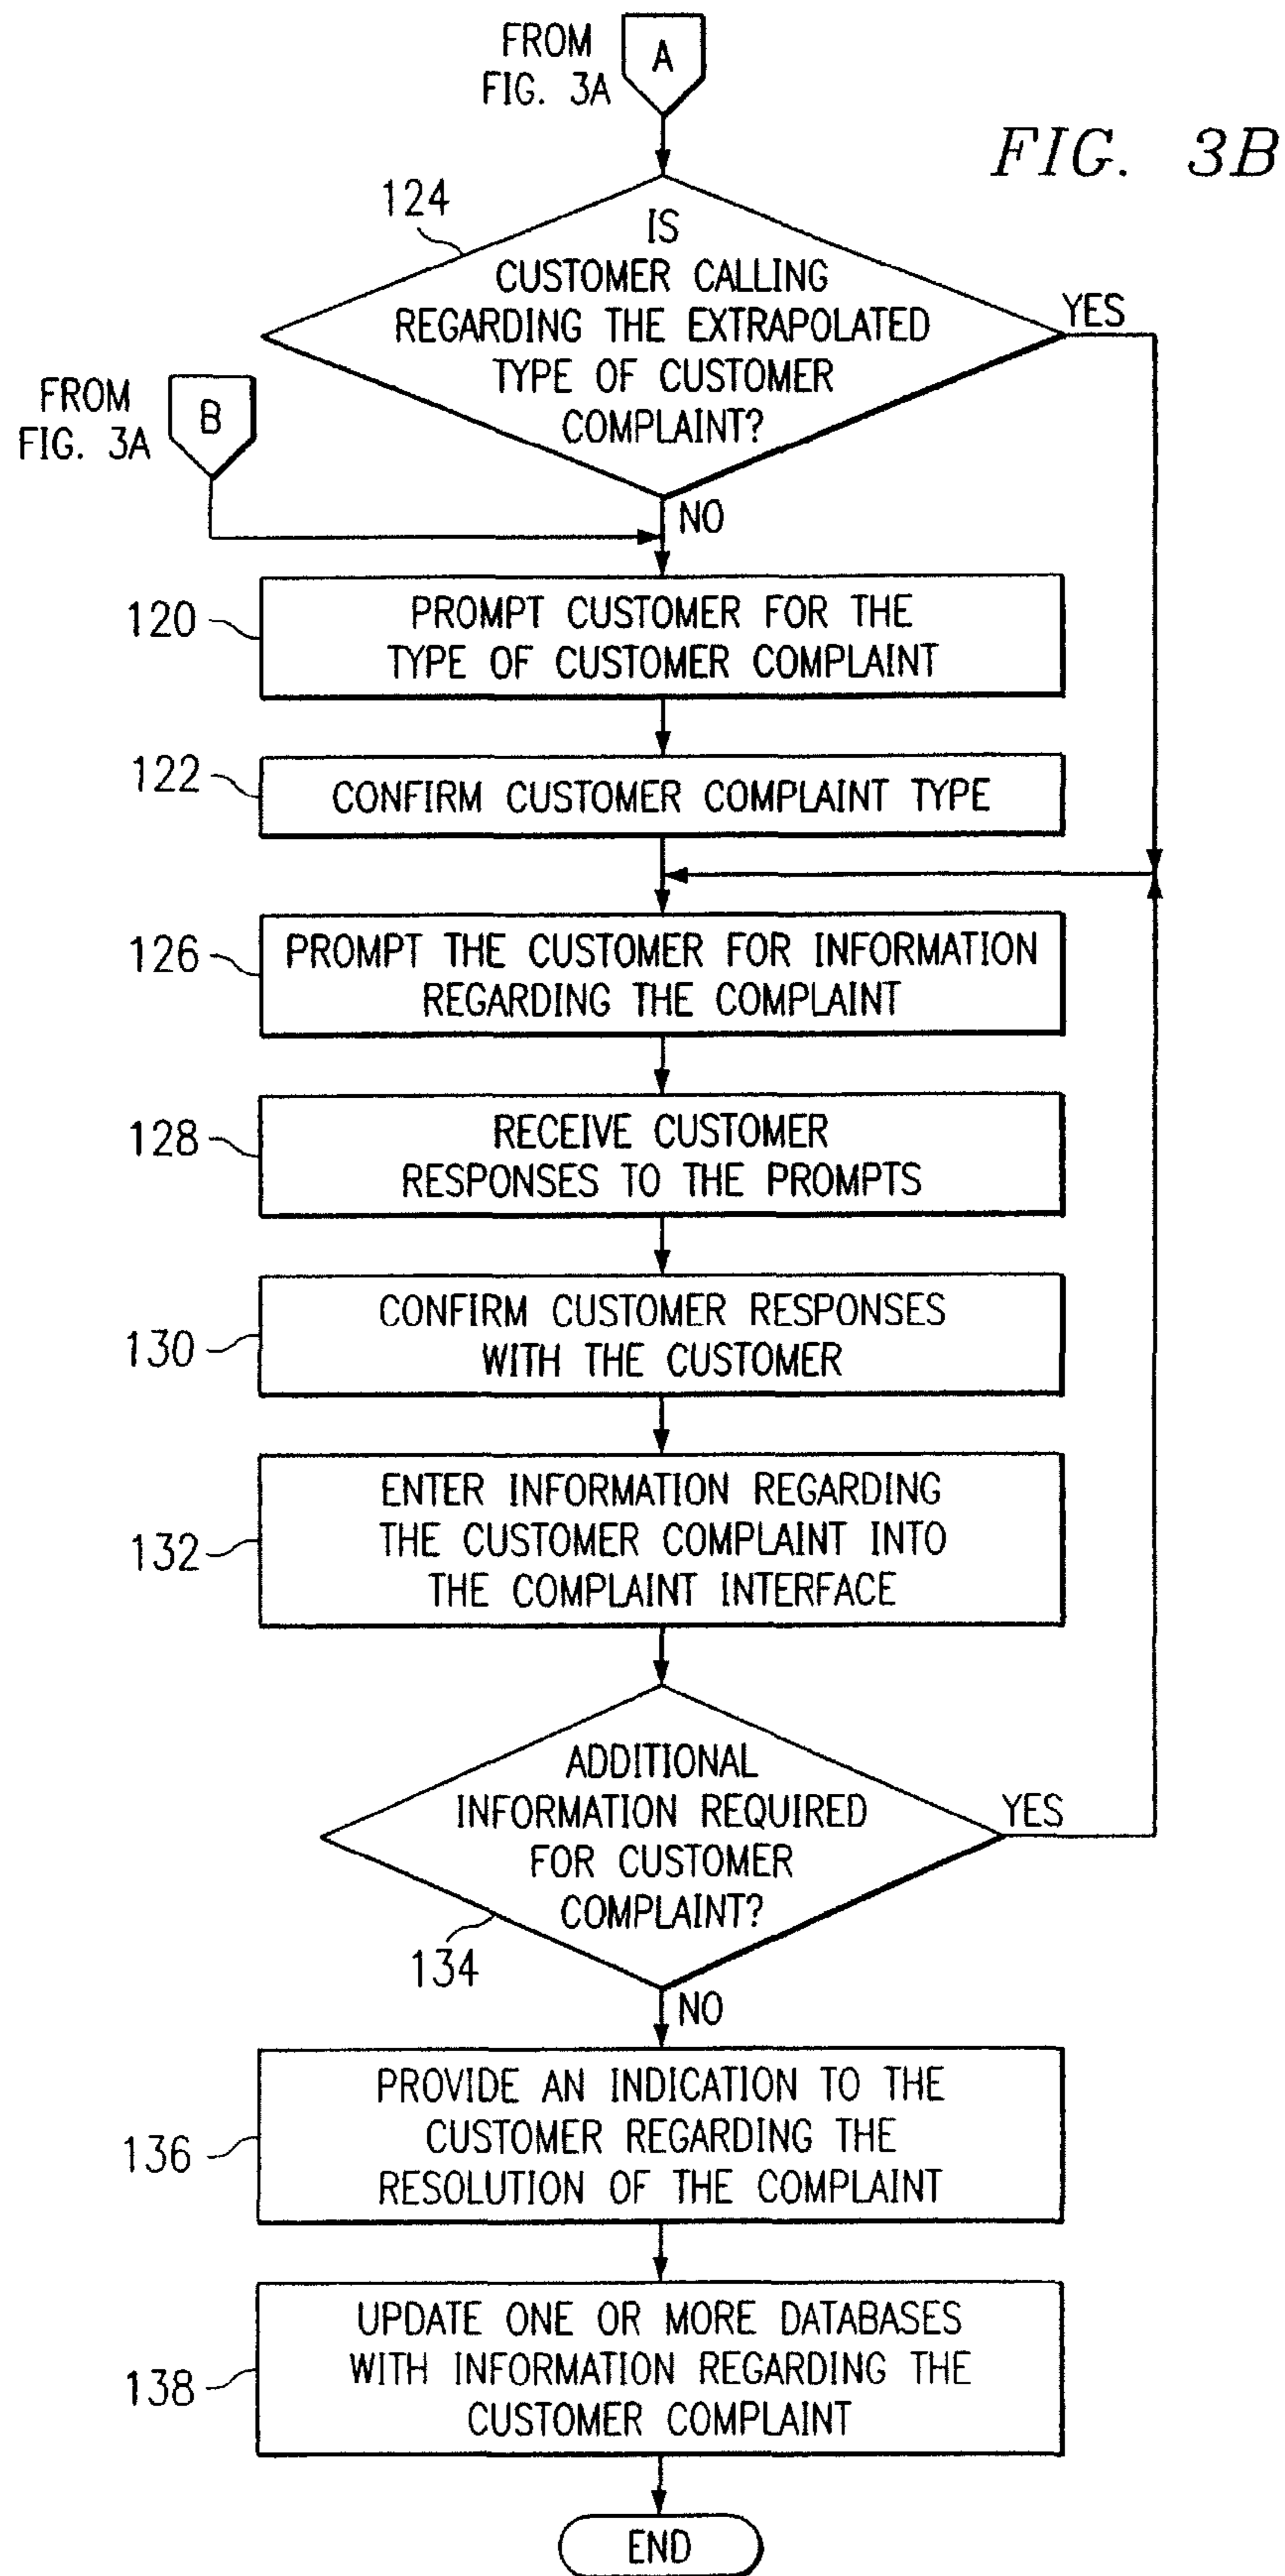 FROM
FIG. 3A
A
FIG. 3B
124
IS
CUSTOMER CALLING
REGARDING THE EXTRAPOLATED
TYPE OF CUSTOMER
COMPLAINT?
YES
FROM
FIG. 3A
B
NO
120
PROMPT CUSTOMER FOR THE
TYPE OF CUSTOMER COMPLAINT
122
CONFIRM CUSTOMER COMPLAINT TYPE
126
PROMPT THE CUSTOMER FOR INFORMATION
REGARDING THE COMPLAINT
128
RECEIVE CUSTOMER
RESPONSES TO THE PROMPTS
130
CONFIRM CUSTOMER RESPONSES
WITH THE CUSTOMER
132
ENTER INFORMATION REGARDING
THE CUSTOMER COMPLAINT INTO
THE COMPLAINT INTERFACE
ADDITIONAL
INFORMATION REQUIRED
FOR CUSTOMER
COMPLAINT?
YES
134
NO
136
PROVIDE AN INDICATION TO THE
CUSTOMER REGARDING THE
RESOLUTION OF THE COMPLAINT
138
UPDATE ONE OR MORE DATABASES
WITH INFORMATION REGARDING THE
CUSTOMER COMPLAINT
END